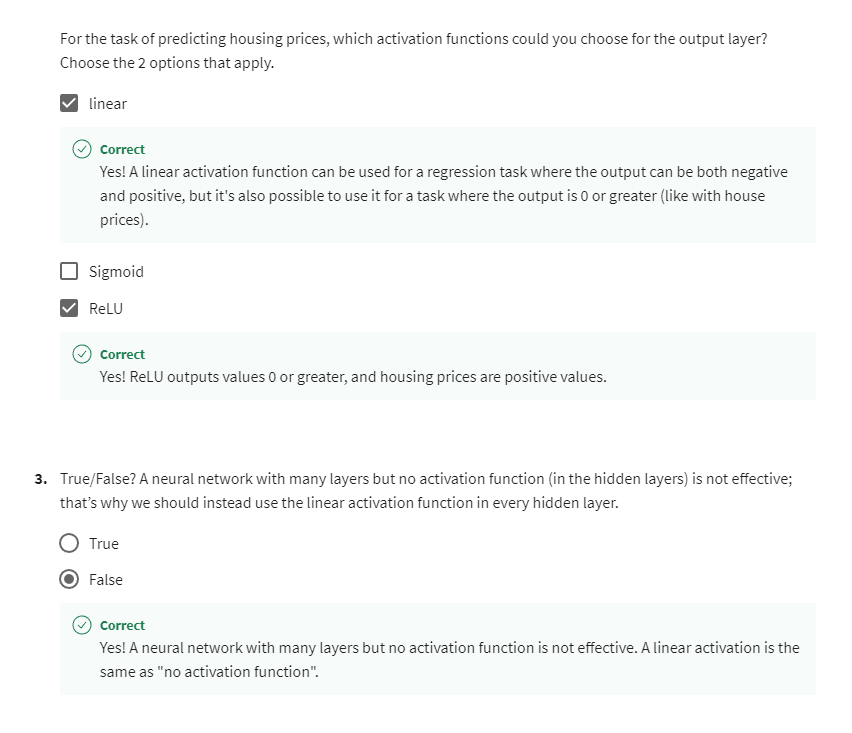 For the task of predicting housing prices, which activation functions could you choose for the output layer?
Choose the 2 options that apply.
linear
Correct
Yes! A linear activation function can be used for a regression task where the output can be both negative
and positive, but it's also possible to use it for a task where the output is 0 or greater (like with house
prices).
Sigmoid
ReLU
Correct
Yes! ReLU outputs values 0 or greater, and housing prices are positive values.
3. True/False? A neural network with many layers but no activation function (in the hidden layers) is not effective;
that’s why we should instead use the linear activation function in every hidden layer.
True
False
Correct
Yes! A neural network with many layers but no activation function is not effective. A linear activation is the
same as "no activation function".